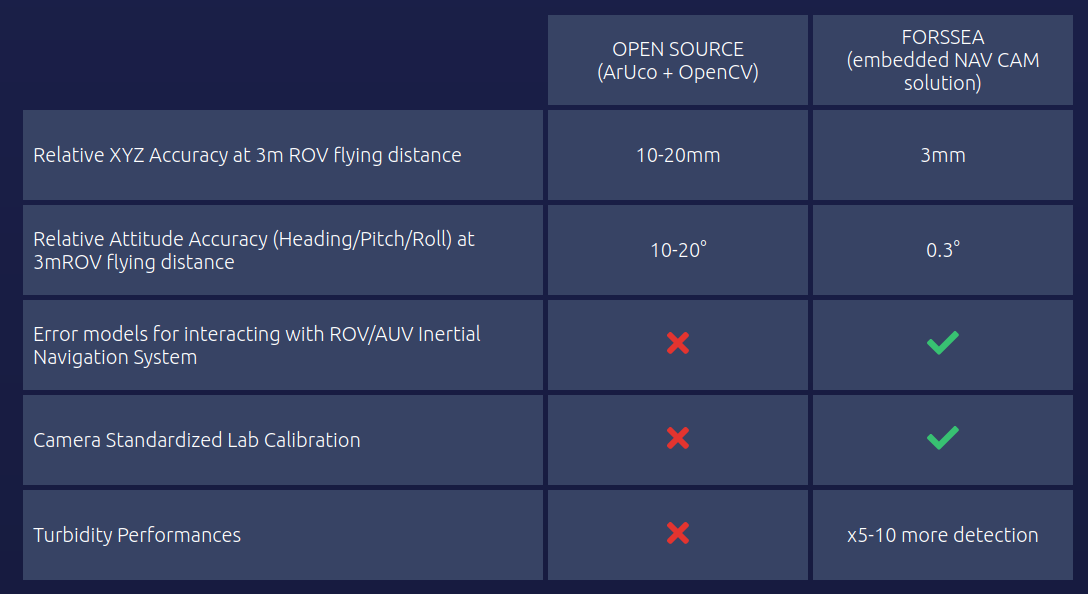 OPEN SOURCE
(ArUco + OpenCV)
FORSSEA
(embedded NAV CAM
solution)
Relative XYZ Accuracy at 3m ROV flying distance
10-20mm
3mm
Relative Attitude Accuracy (Heading/Pitch/Roll) at
3mROV flying distance
10-20°
0.3°
Error models for interacting with ROV/AUV Inertial
Navigation System
Camera Standardized Lab Calibration
Turbidity Performances
x5-10 more detection